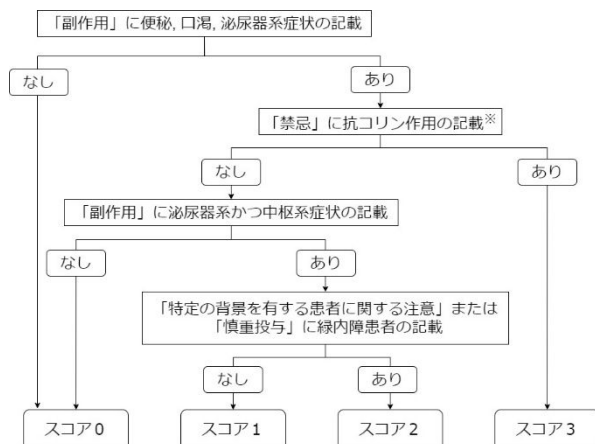 「副作用」に便秘, 口渇, 泌尿器系症状の記載
なし
あり
「禁忌」に抗コリン作用の記載※
なし
あり
「副作用」に泌尿器系かつ中枢系症状の記載
なし
あり
「特定の背景を有する患者に関する注意」または
「慎重投与」に緑内障患者の記載
なし
あり
スコア0
スコア1
スコア2
スコア3